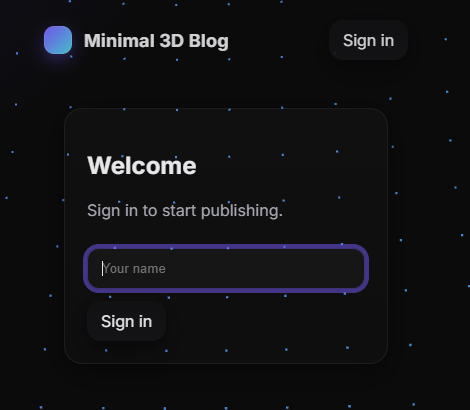 Minimal 3D Blog
Sign in
Welcome
Sign in to start publishing.
Your name
Sign in